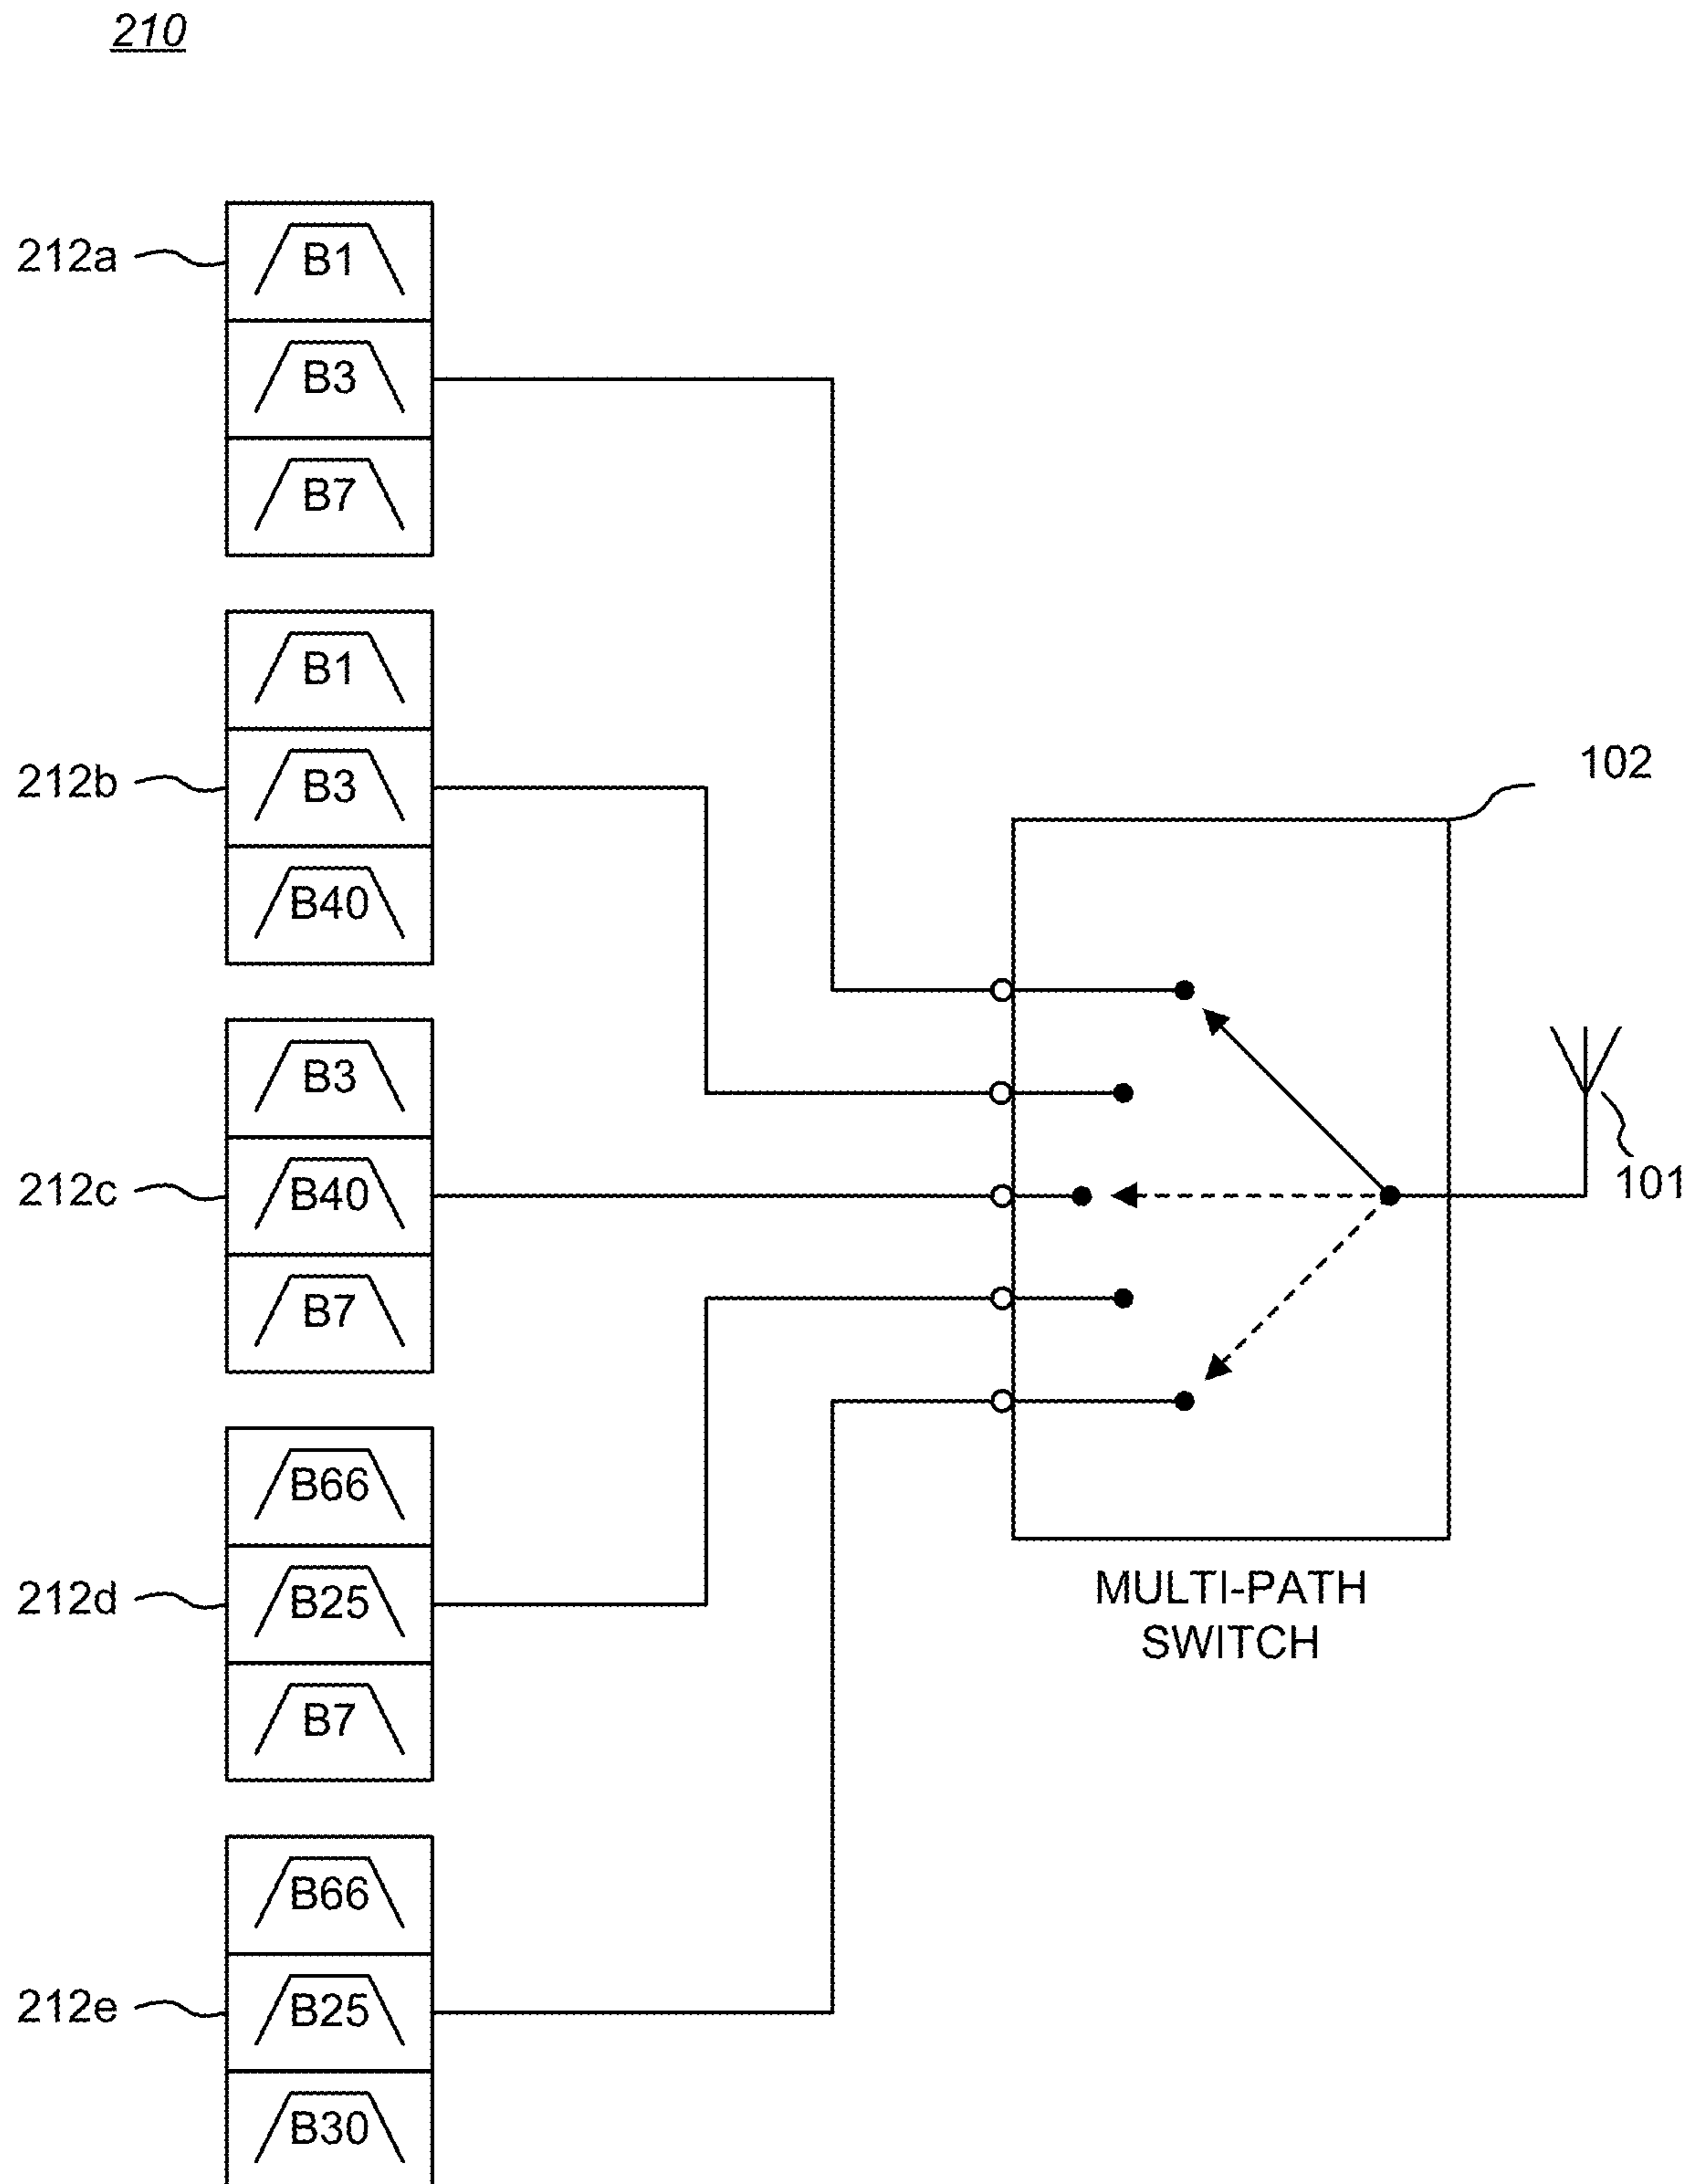 210
212a
B1
B3
B7
212b
B1
B3
B40
102
212c
B3
B40
B7
101
212d
B66
B25
B7
MULTI-PATH
SWITCH
212e
B66
B25
B30